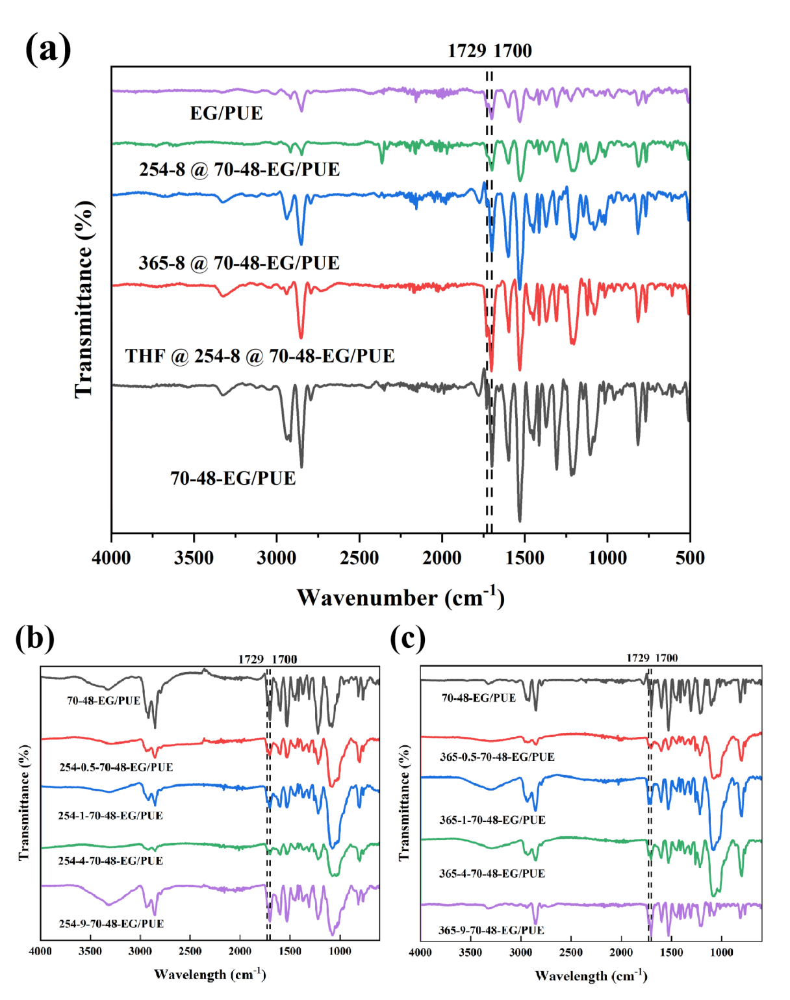 (a)
1729 1700
EG/PUE
254-8 @ 70-48-EG/PUE
365-8 @ 70-48-EG/PUE
THF @ 254-8 @ 70-48-EG/PUE
70-48-EG/PUE
Transmittance (%)
4000 3500 3000 2500 2000 1500 1000 500
Wavenumber (cm⁻¹)
(b)
1729 1700
70-48-EG/PUE
254-0.5-70-48-EG/PUE
254-1-70-48-EG/PUE
254-4-70-48-EG/PUE
254-9-70-48-EG/PUE
Transmittance (%)
4000 3500 3000 2500 2000 1500 1000
Wavelength (cm⁻¹)
(c)
1729 1700
70-48-EG/PUE
365-0.5-70-48-EG/PUE
365-1-70-48-EG/PUE
365-4-70-48-EG/PUE
365-9-70-48-EG/PUE
Transmittance (%)
4000 3500 3000 2500 2000 1500 1000
Wavelength (cm⁻¹)